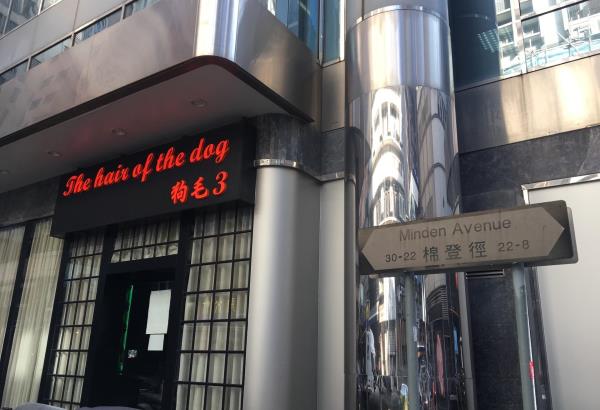 The hair of the dog
狗毛3
Minden Avenue
30-22 棉登徑 22-8